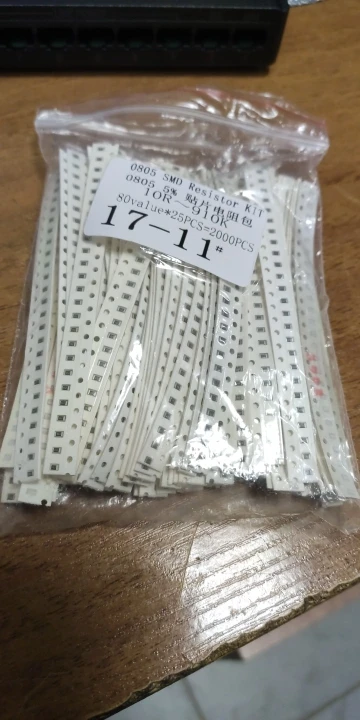 0805 SMD Resistor KiT
0805 5% 贴片电阻包
10R~910K
80value*25PCS=2000PCS
17-11#